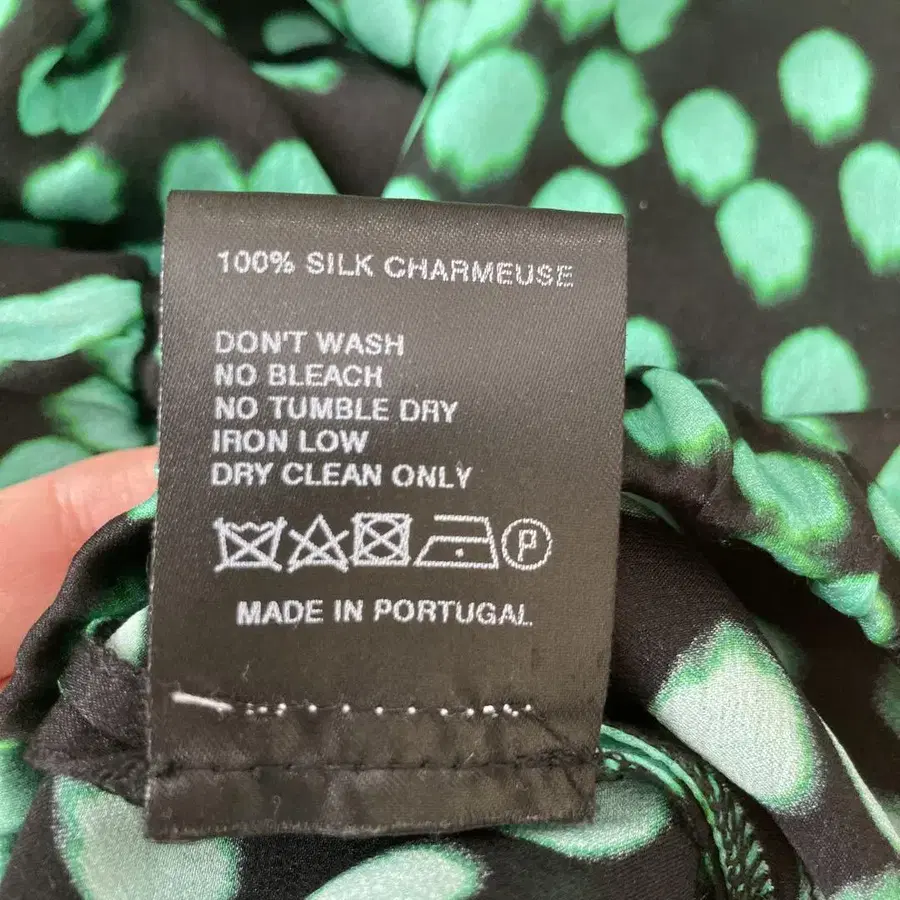 100% SILK CHARMEUSE
DON'T WASH
NO BLEACH
NO TUMBLE DRY
IRON LOW
DRY CLEAN ONLY
P
MADE IN PORTUGAL